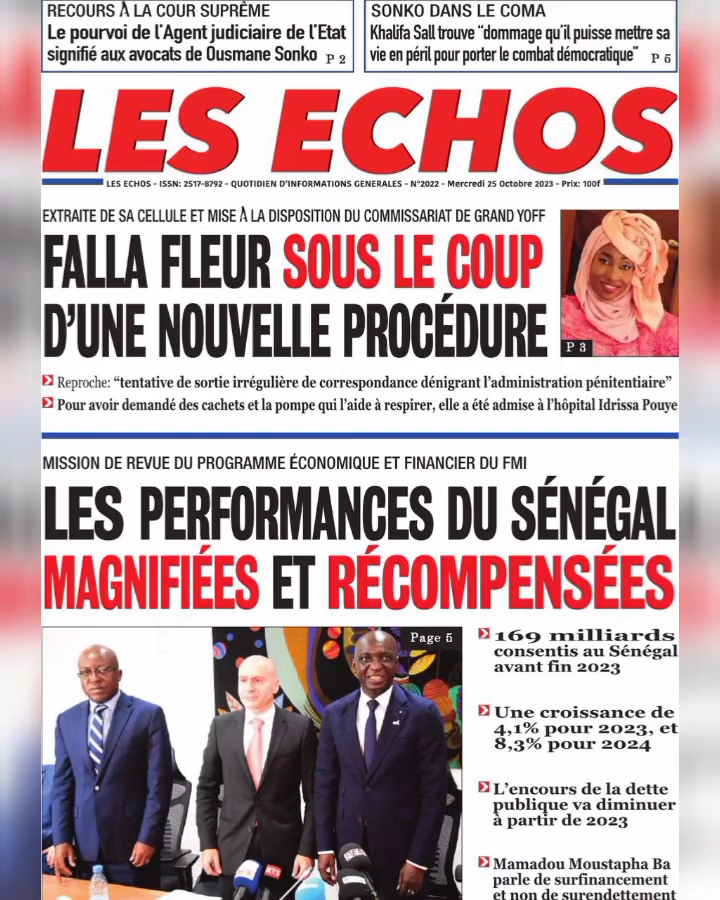 RECOURS À LA COUR SUPRÊME
Le pourvoi de l'Agent judiciaire de l'Etat
signifié aux avocats de Ousmane Sonko P 2
SONKO DANS LE COMA
Khalifa Sall trouve "dommage qu'il puisse mettre sa
vie en péril pour porter le combat démocratique" P 5
LES ECHOS
LES ECHOS - ISSN: 2517-8792 - QUOTIDIEN D'INFORMATIONS GENERALES - N°2022 - Mercredi 25 Octobre 2023 - Prix: 100f
EXTRAITE DE SA CELLULE ET MISE À LA DISPOSITION DU COMMISSARIAT DE GRAND YOFF
FALLA FLEUR SOUS LE COUP
D'UNE NOUVELLE PROCÉDURE
P 3
Reproche: "tentative de sortie irrégulière de correspondance dénigrant l'administration pénitentiaire"
Pour avoir demandé des cachets et la pompe qui l'aide à respirer, elle a été admise à l'hôpital Idrissa Pouye
MISSION DE REVUE DU PROGRAMME ÉCONOMIQUE ET FINANCIER DU FMI
LES PERFORMANCES DU SÉNÉGAL
MAGNIFIÉES ET RÉCOMPENSÉES
Page 5
169 milliards
consentis au Sénégal
avant fin 2023
Une croissance de
4,1% pour 2023, et
8,3% pour 2024
L'encours de la dette
publique va diminuer
à partir de 2023
Mamadou Moustapha Ba
parle de surfinancement
et non de surendettement